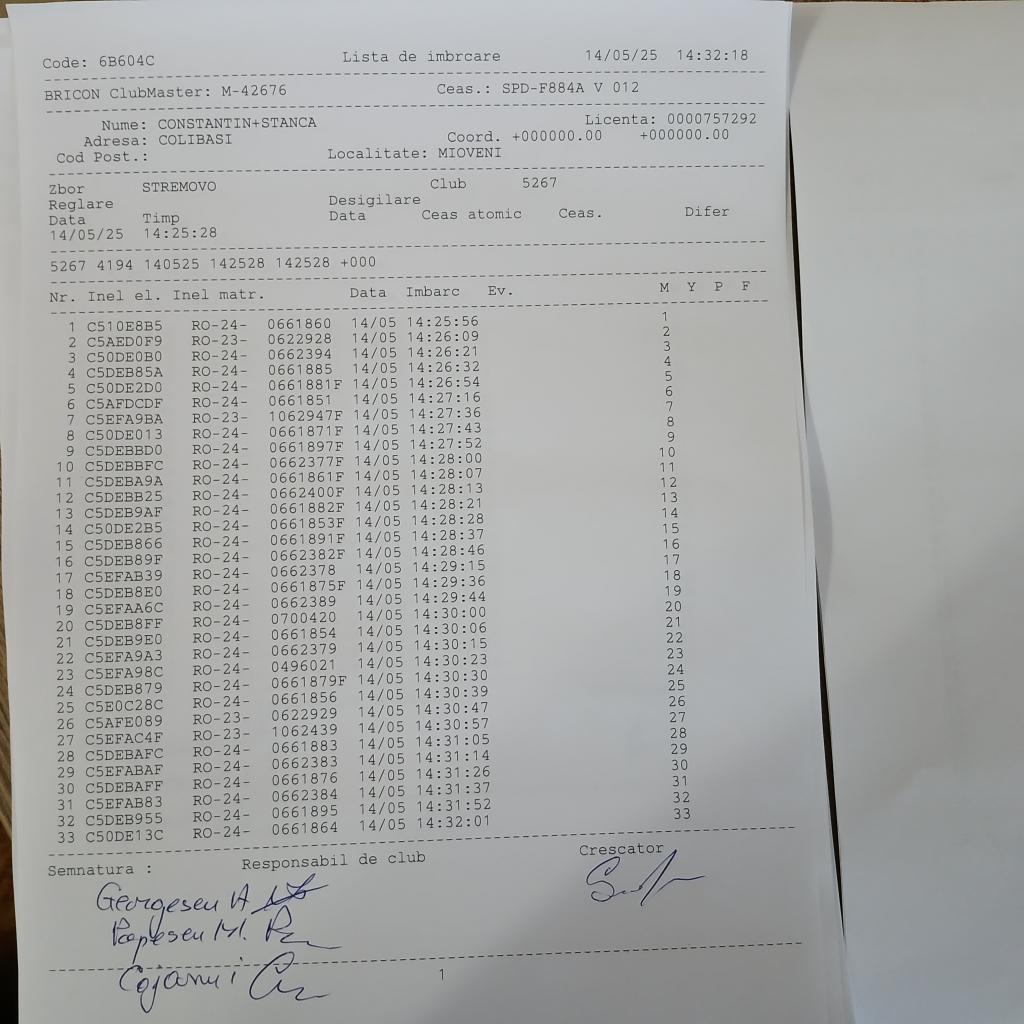 Code: 6B604C Lista de imbrcare 14/05/25 14:32:18
BRICON ClubMaster: M-42676 Ceas.: SPD-F884A V 012
Nume: CONSTANTIN+STANCA Licenta: 0000757292
Adresa: COLIBASI Coord. +000000.00 +000000.00
Cod Post.: Localitate: MIOVENI
Zbor STREMOVO Club 5267
Reglare Desigilare
Data Timp Data Ceas atomic Ceas. Difer
14/05/25 14:25:28
5267 4194 140525 142528 142528 +000
Nr. Inel el. Inel matr. Data Imbarc Ev. M Y P F
1 C510E8B5 RO-24- 0661860 14/05 14:25:56 1
2 C5AED0F9 RO-23- 0622928 14/05 14:26:09 2
3 C50DE0B0 RO-24- 0662394 14/05 14:26:21 3
4 C5DEB85A RO-24- 0661885 14/05 14:26:32 4
5 C50DE2D0 RO-24- 0661881F 14/05 14:26:54 5
6 C5AFDCDF RO-24- 0661851 14/05 14:27:16 6
7 C5EFA9BA RO-23- 1062947F 14/05 14:27:36 7
8 C50DE013 RO-24- 0661871F 14/05 14:27:43 8
9 C5DEBBD0 RO-24- 0661897F 14/05 14:27:52 9
10 C5DEBBFC RO-24- 0662377F 14/05 14:28:00 10
11 C5DEBA9A RO-24- 0661861F 14/05 14:28:07 11
12 C5DEBB25 RO-24- 0662400F 14/05 14:28:13 12
13 C5DEB9AF RO-24- 0661882F 14/05 14:28:21 13
14 C50DE2B5 RO-24- 0661853F 14/05 14:28:28 14
15 C5DEB866 RO-24- 0661891F 14/05 14:28:37 15
16 C5DEB89F RO-24- 0662382F 14/05 14:28:46 16
17 C5EFAB39 RO-24- 0662378 14/05 14:29:15 17
18 C5DEB8E0 RO-24- 0661875F 14/05 14:29:36 18
19 C5EFAA6C RO-24- 0662389 14/05 14:29:44 19
20 C5DEB8FF RO-24- 0700420 14/05 14:30:00 20
21 C5DEB9E0 RO-24- 0661854 14/05 14:30:06 21
22 C5EFA9A3 RO-24- 0662379 14/05 14:30:15 22
23 C5EFA98C RO-24- 0496021 14/05 14:30:23 23
24 C5DEB879 RO-24- 0661879F 14/05 14:30:30 24
25 C5E0C28C RO-24- 0661856 14/05 14:30:39 25
26 C5AFE089 RO-23- 0622929 14/05 14:30:47 26
27 C5EFAC4F RO-23- 1062439 14/05 14:30:57 27
28 C5DEBAFC RO-24- 0661883 14/05 14:31:05 28
29 C5EFABAF RO-24- 0662383 14/05 14:31:14 29
30 C5DEBAFF RO-24- 0661876 14/05 14:31:26 30
31 C5EFAB83 RO-24- 0662384 14/05 14:31:37 31
32 C5DEB955 RO-24- 0661895 14/05 14:31:52 32
33 C50DE13C RO-24- 0661864 14/05 14:32:01 33
Semnatura : Responsabil de club Crescator
Georgescu A
Popescu M.
1